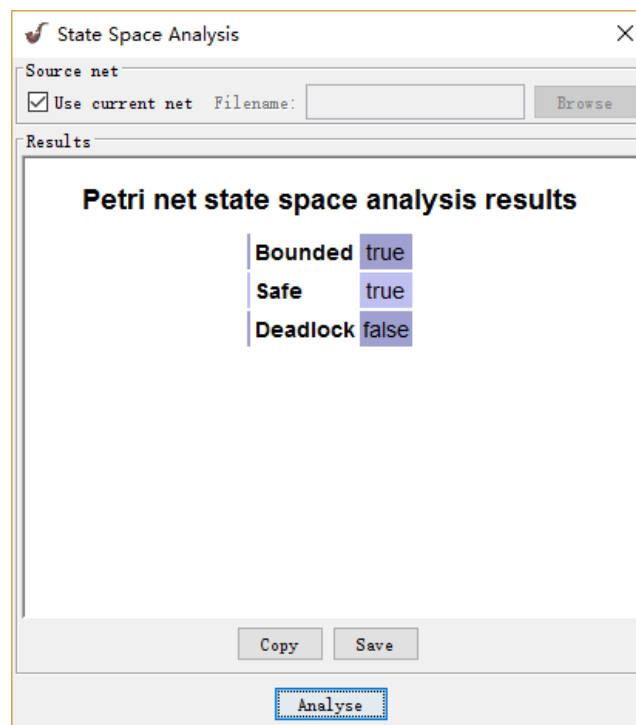 State Space Analysis
Source net
Use current net Filename: Browse
Results
Petri net state space analysis results
Bounded true
Safe true
Deadlock false
Copy Save
Analyse